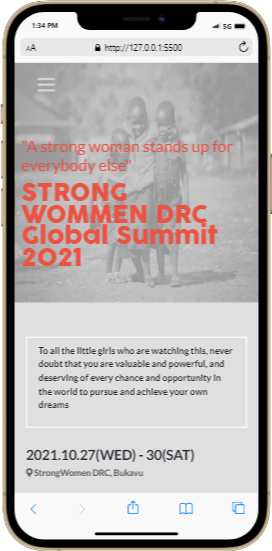 1:34 PM
5G
AA
http://127.0.0.1:5500
"A strong woman stands up for
everybody else"
STRONG
WOMMEN DRC
Global Summit
2021
To all the little girls who are watching this, never
doubt that you are valuable and powerful, and
deserving of every chance and opportunity in
the world to pursue and achieve your own
dreams
2021.10.27(WED) - 30(SAT)
StrongWomen DRC, Bukavu